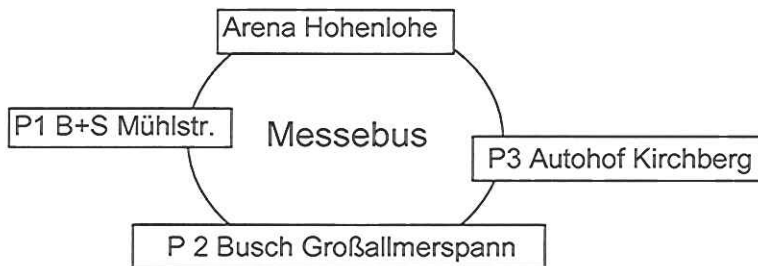 Arena Hohenlohe
P1 B+S Mühlstr.
Messebus
P3 Autohof Kirchberg
P 2 Busch Großallmerspann